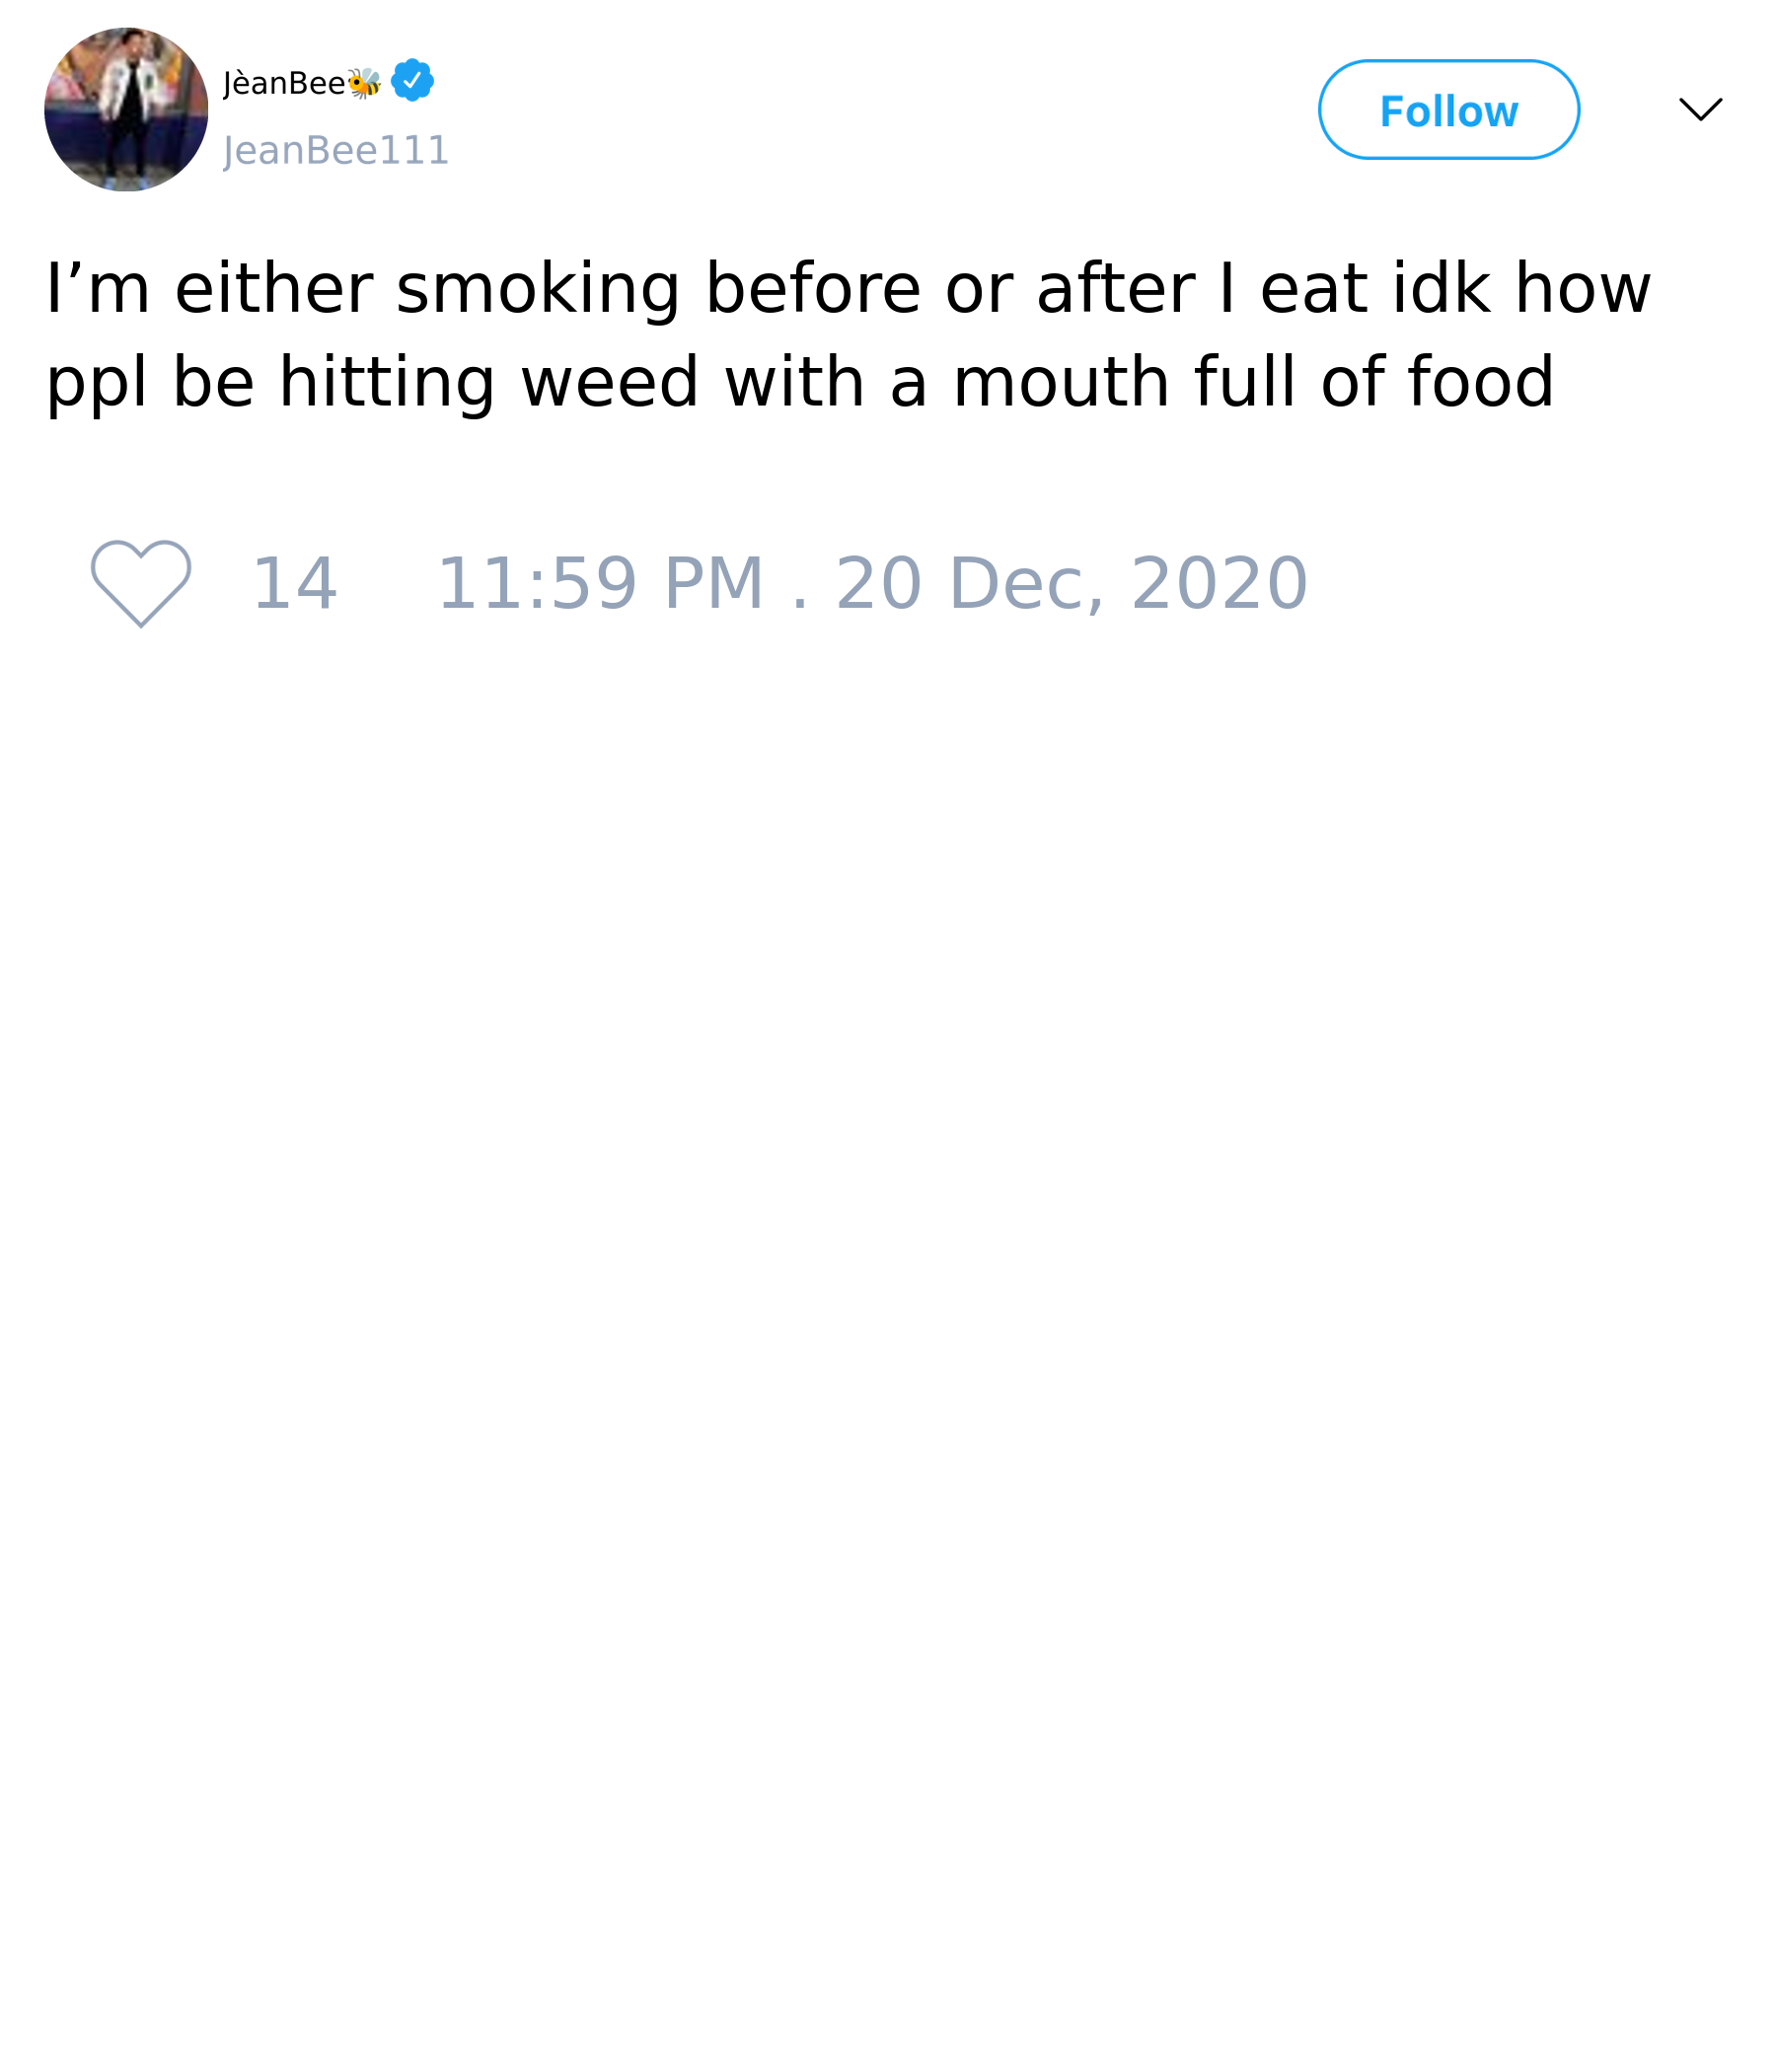 JèanBee🐝
JeanBee111
Follow
I’m either smoking before or after I eat idk how
ppl be hitting weed with a mouth full of food
14 11:59 PM . 20 Dec, 2020